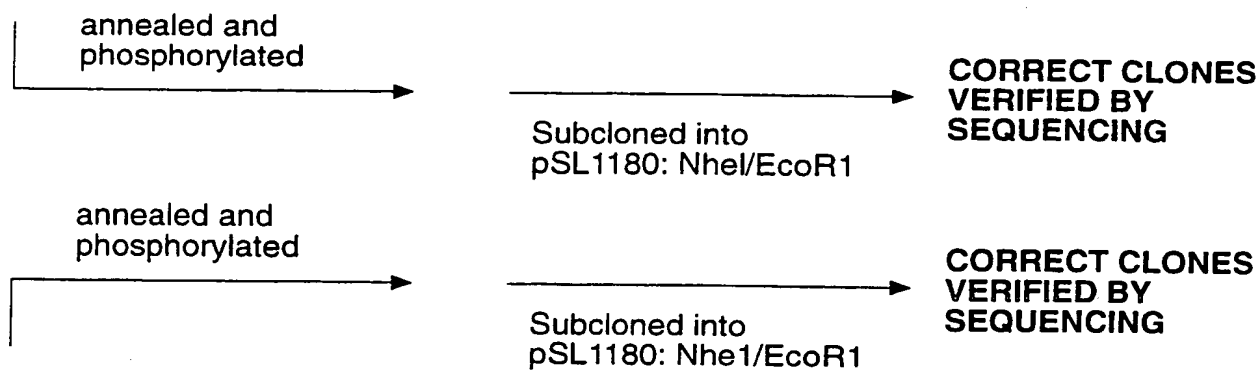 annealed and
phosphorylated
CORRECT CLONES
VERIFIED BY
SEQUENCING
Subcloned into
pSL1180: NheI/EcoR1
annealed and
phosphorylated
CORRECT CLONES
VERIFIED BY
SEQUENCING
Subcloned into
pSL1180: Nhe1/EcoR1